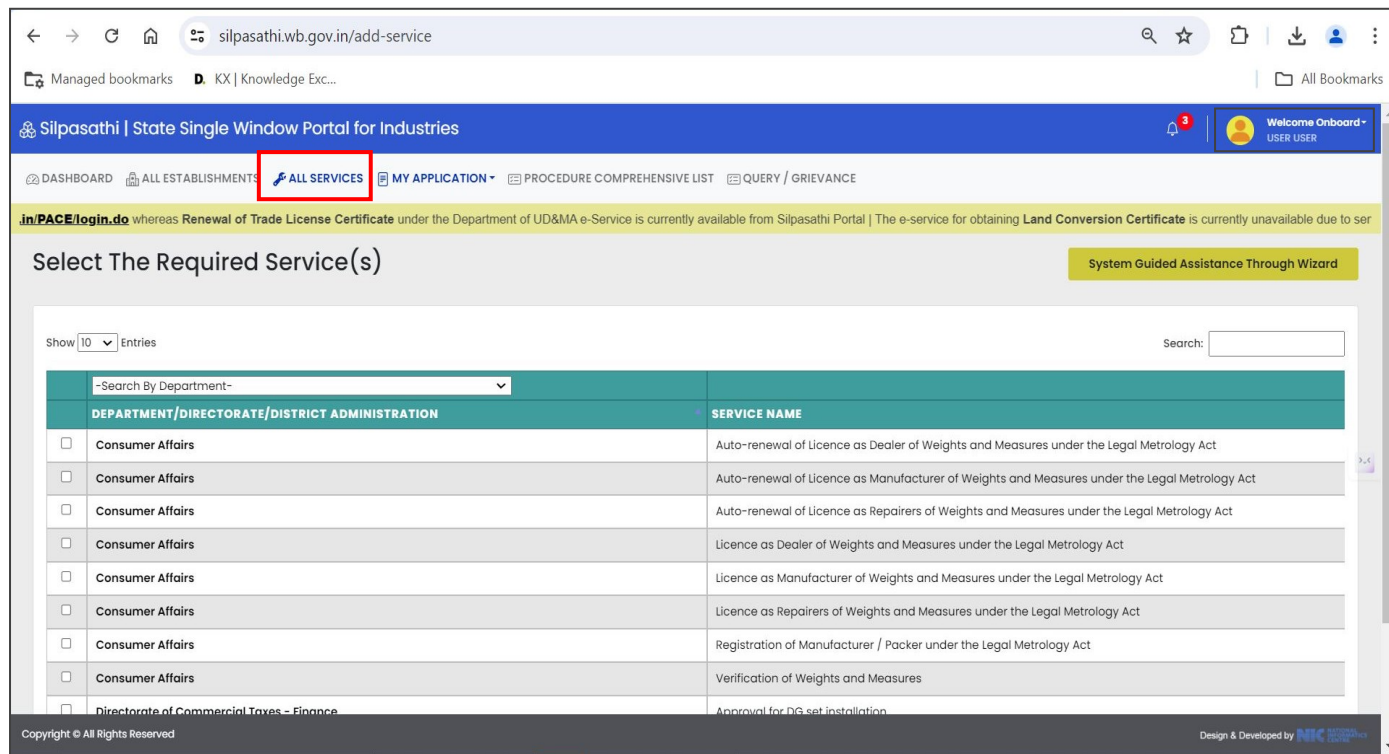 silpasathi.wb.gov.in/add-service
Managed bookmarks D. KX | Knowledge Exc... All Bookmarks
Silpasathi | State Single Window Portal for Industries 3 Welcome Onboard
USER USER
DASHBOARD ALL ESTABLISHMENTS ALL SERVICES MY APPLICATION PROCEDURE COMPREHENSIVE LIST QUERY / GRIEVANCE
.in/PACE/login.do whereas Renewal of Trade License Certificate under the Department of UD&MA e-Service is currently available from Silpasathi Portal | The e-service for obtaining Land Conversion Certificate is currently unavailable due to ser
Select The Required Service(s) System Guided Assistance Through Wizard
Show 10 Entries Search:
-Search By Department-
DEPARTMENT/DIRECTORATE/DISTRICT ADMINISTRATION SERVICE NAME
Consumer Affairs Auto-renewal of Licence as Dealer of Weights and Measures under the Legal Metrology Act
Consumer Affairs Auto-renewal of Licence as Manufacturer of Weights and Measures under the Legal Metrology Act
Consumer Affairs Auto-renewal of Licence as Repairers of Weights and Measures under the Legal Metrology Act
Consumer Affairs Licence as Dealer of Weights and Measures under the Legal Metrology Act
Consumer Affairs Licence as Manufacturer of Weights and Measures under the Legal Metrology Act
Consumer Affairs Licence as Repairers of Weights and Measures under the Legal Metrology Act
Consumer Affairs Registration of Manufacturer / Packer under the Legal Metrology Act
Consumer Affairs Verification of Weights and Measures
Directorate of Commercial Taxes - Finance Approval for DG set installation
Copyright © All Rights Reserved Design & Developed by NIC